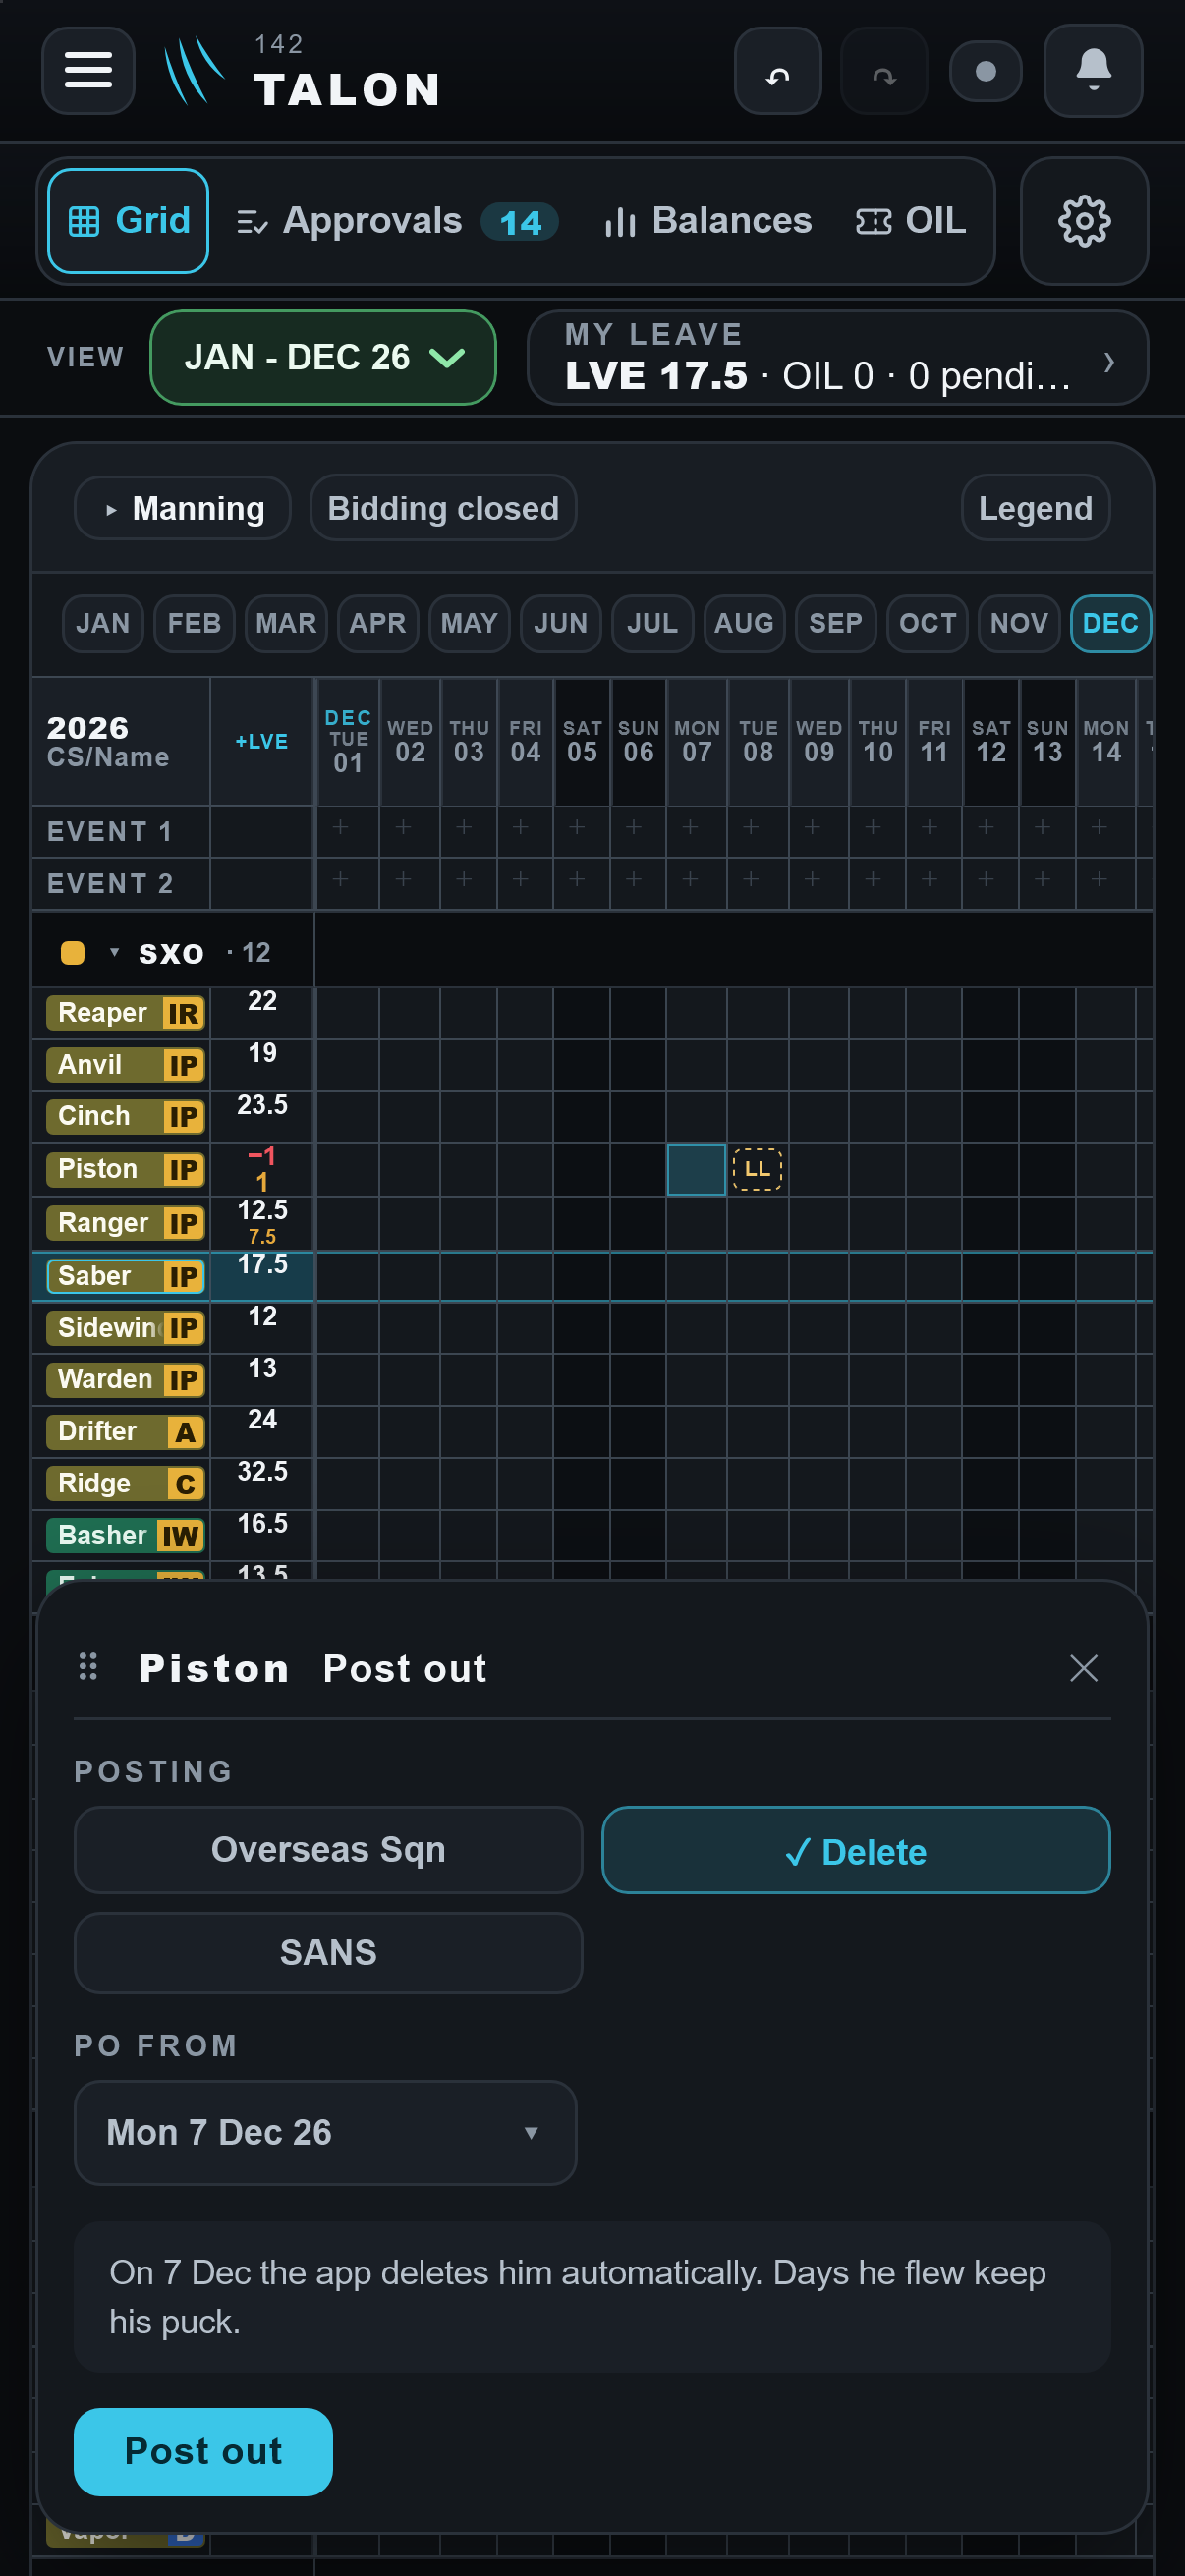 142
TALON
Grid Approvals 14 Balances OIL
VIEW JAN - DEC 26
MY LEAVE
LVE 17.5 · OIL 0 · 0 pendi…
Manning Bidding closed Legend
JAN FEB MAR APR MAY JUN JUL AUG SEP OCT NOV DEC
2026
CS/Name
+LVE
DEC
TUE WED THU FRI SAT SUN MON TUE WED THU FRI SAT SUN MON
01 02 03 04 05 06 07 08 09 10 11 12 13 14
EVENT 1 + + + + + + + + + + + + + +
EVENT 2 + + + + + + + + + + + + + +
SXO · 12
Reaper IR 22
Anvil IP 19
Cinch IP 23.5
Piston IP −1 LL
1
Ranger IP 12.5
7.5
Saber IP 17.5
Sidewin IP 12
Warden IP 13
Drifter A 24
Ridge C 32.5
Basher IW 16.5
13.5
Piston Post out
POSTING
Overseas Sqn ✓ Delete
SANS
PO FROM
Mon 7 Dec 26
On 7 Dec the app deletes him automatically. Days he flew keep
his puck.
Post out